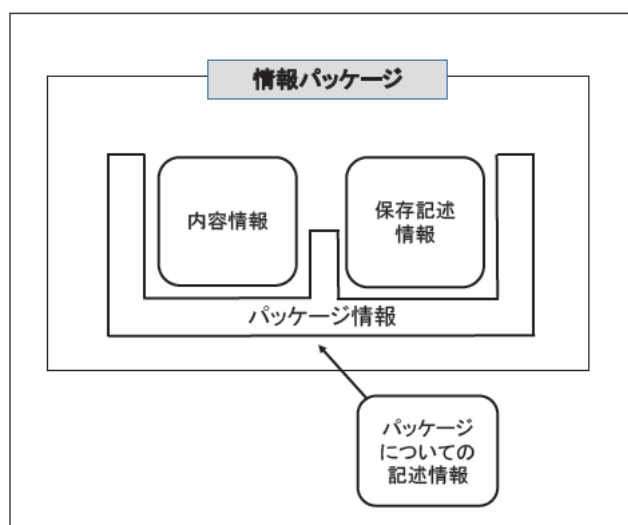 情報パッケージ
内容情報
保存記述
情報
パッケージ情報
パッケージ
についての
記述情報